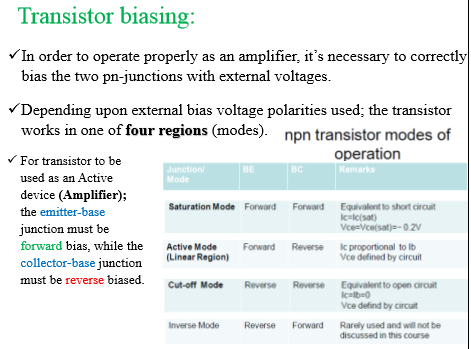 Transistor biasing:
✓In order to operate properly as an amplifier, it's necessary to correctly
bias the two pn-junctions with external voltages.
✓Depending upon external bias voltage polarities used; the transistor
works in one of four regions (modes).
✓ For transistor to be
used as an Active
device (Amplifier);
the emitter-base
junction must be
forward bias, while the
collector-base junction
must be reverse biased.
npn transistor modes of
operation
Junction/ BE BC Remarks
Mode
Saturation Mode Forward Forward Equivalent to short circuit
Ic=Ic(sat)
Vce=Vce(sat)=~ 0.2V
Active Mode Forward Reverse Ic proportional to Ib
(Linear Region) Vce defined by circuit
Cut-off Mode Reverse Reverse Equivalent to open circuit
Ic=Ib=0
Vce defind by circuit
Inverse Mode Reverse Forward Rarely used and will not be
discussed in this course